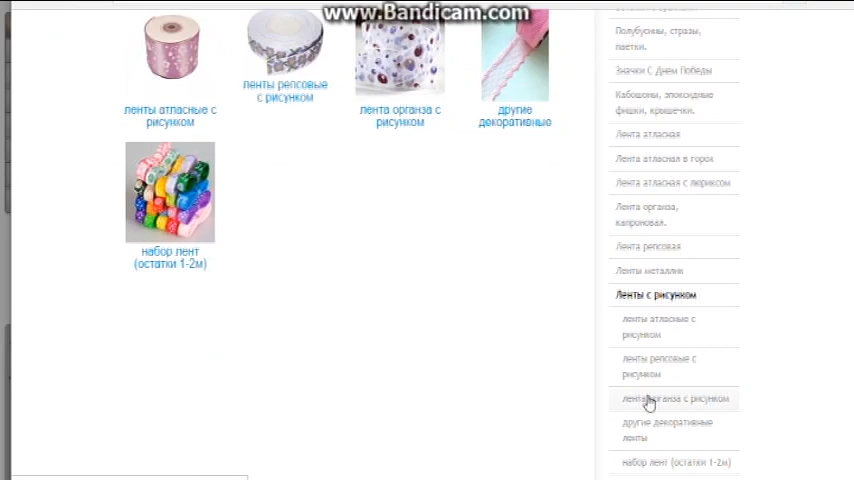 www.Bandicam.com
ленты атласные с
рисунком
ленты репсовые
с рисунком
лента органза с
рисунком
другие
декоративные
набор лент
(остатки 1-2м)
Полубусины, стразы,
паетки.
Значки С Днем Победы
Кабошоны, эпоксидные
фишки, крышечки.
Лента атласная
Лента атласная в горох
Лента атласная с люриксом
Лента органза,
капроновая.
Лента репсовая
Ленты металлик
Ленты с рисунком
ленты атласные с
рисунком
ленты репсовые с
рисунком
лента органза с рисунком
другие декоративные
ленты
набор лент (остатки 1-2м)